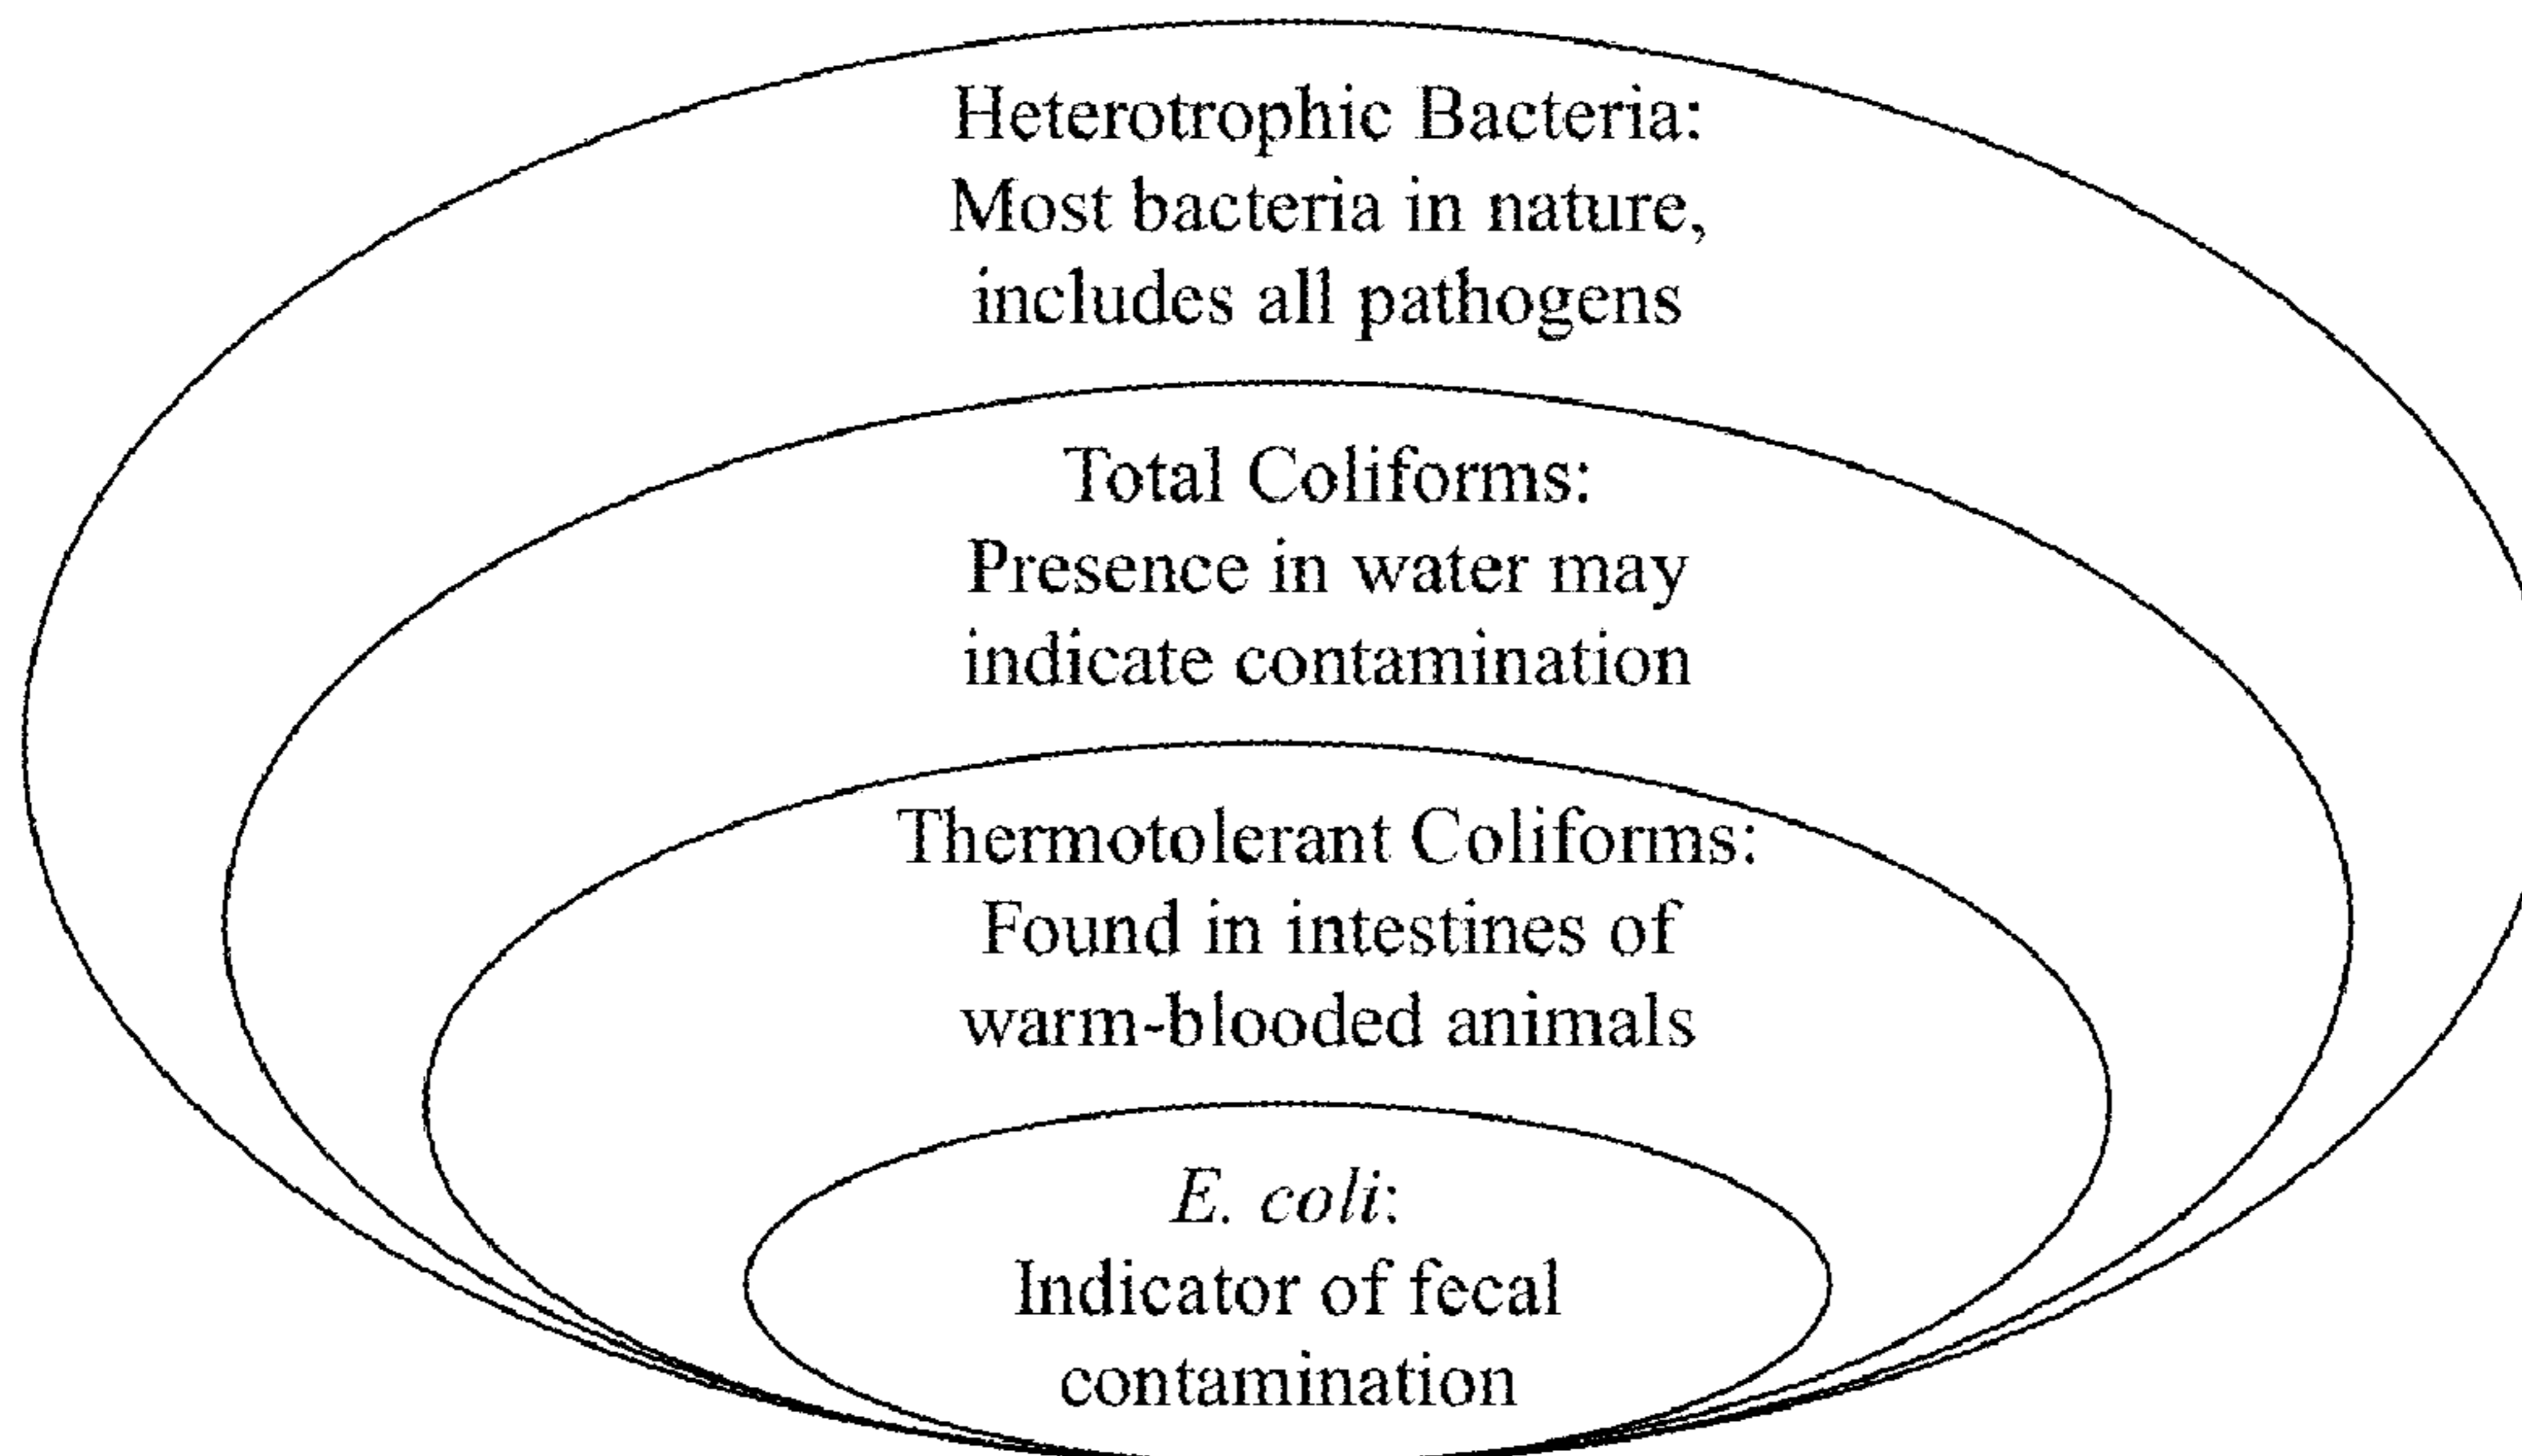 Heterotrophic Bacteria:
Most bacteria in nature,
includes all pathogens
Total Coliforms:
Presence in water may
indicate contamination
Thermotolerant Coliforms:
Found in intestines of
warm-blooded animals
E. coli:
Indicator of fecal
contamination